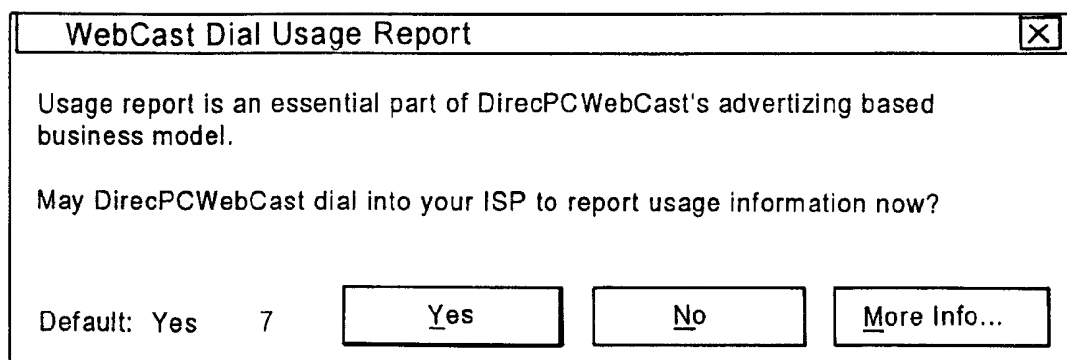 WebCast Dial Usage Report
Usage report is an essential part of DirecPCWebCast's advertizing based
business model.
May DirecPCWebCast dial into your ISP to report usage information now?
Default: Yes 7 Yes No More Info...